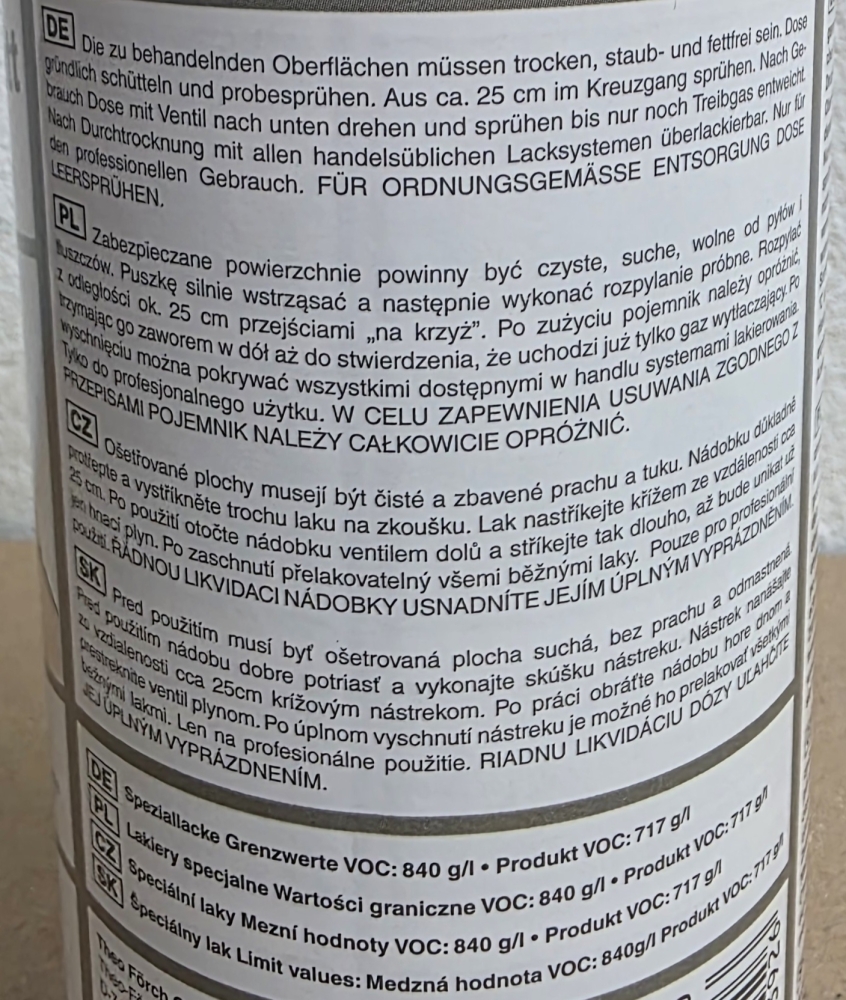 DE Die zu behandelnden Oberflächen müssen trocken, staub- und fettfrei sein. Dose
gründlich schütteln und probesprühen. Aus ca. 25 cm im Kreuzgang sprühen. Nach Ge-
brauch Dose mit Ventil nach unten drehen und sprühen bis nur noch Treibgas entweicht.
Nach Durchtrocknung mit allen handelsüblichen Lacksystemen überlackierbar. Nur für
den professionellen Gebrauch. FÜR ORDNUNGSGEMÄSSE ENTSORGUNG DOSE
LEERSPRÜHEN.
PL Zabezpieczane powierzchnie powinny być czyste, suche, wolne od pyłów i
tłuszczów. Puszkę silnie wstrząsać a następnie wykonać rozpylanie próbne. Rozpylać
z odległości ok. 25 cm przejściami „na krzyż”. Po zużyciu pojemnik należy opróżnić,
trzymając go zaworem w dół aż do stwierdzenia, że uchodzi już tylko gaz wytłaczający. Po
wyschnięciu można pokrywać wszystkimi dostępnymi w handlu systemami lakierowania.
Tylko do profesjonalnego użytku. W CELU ZAPEWNIENIA USUWANIA ZGODNEGO Z
PRZEPISAMI POJEMNIK NALEŻY CAŁKOWICIE OPRÓŻNIĆ.
CZ Ošetřované plochy musejí být čisté a zbavené prachu a tuku. Nádobku důkladně
protřepte a vystříkněte trochu laku na zkoušku. Lak nastříkejte křížem ze vzdálenosti cca
25 cm. Po použití otočte nádobku ventilem dolů a stříkejte tak dlouho, až bude unikat už
jen hnací plyn. Po zaschnutí přelakovatelný všemi běžnými laky. Pouze pro profesionální
použití. ŘÁDNOU LIKVIDACI NÁDOBKY USNADNÍTE JEJÍM ÚPLNÝM VYPRÁZDNĚNÍM.
SK Pred použitím musí byť ošetrovaná plocha suchá, bez prachu a odmastnená.
Pred použitím nádobu dobre potriasť a vykonajte skúšku nástreku. Nástrek nanášajte
zo vzdialenosti cca 25cm krížovým nástrekom. Po práci obráťte nádobu hore dnom a
prestreknite ventil plynom. Po úplnom vyschnutí nástreku je možné ho prelakovať všetkými
bežnými lakmi. Len na profesionálne použitie. RIADNU LIKVIDÁCIU DÓZY UĽAHČÍTE
JEJ ÚPLNÝM VYPRÁZDNENÍM.
DE Speziallacke Grenzwerte VOC: 840 g/l • Produkt VOC: 717 g/l
PL Lakiery specjalne Wartości graniczne VOC: 840 g/l • Produkt VOC: 717 g/l
CZ Speciální laky Mezní hodnoty VOC: 840 g/l • Produkt VOC: 717 g/l
SK Špeciálny lak Limit values: Medzná hodnota VOC: 840g/l Produkt VOC: 717 g/l
Theo Förch